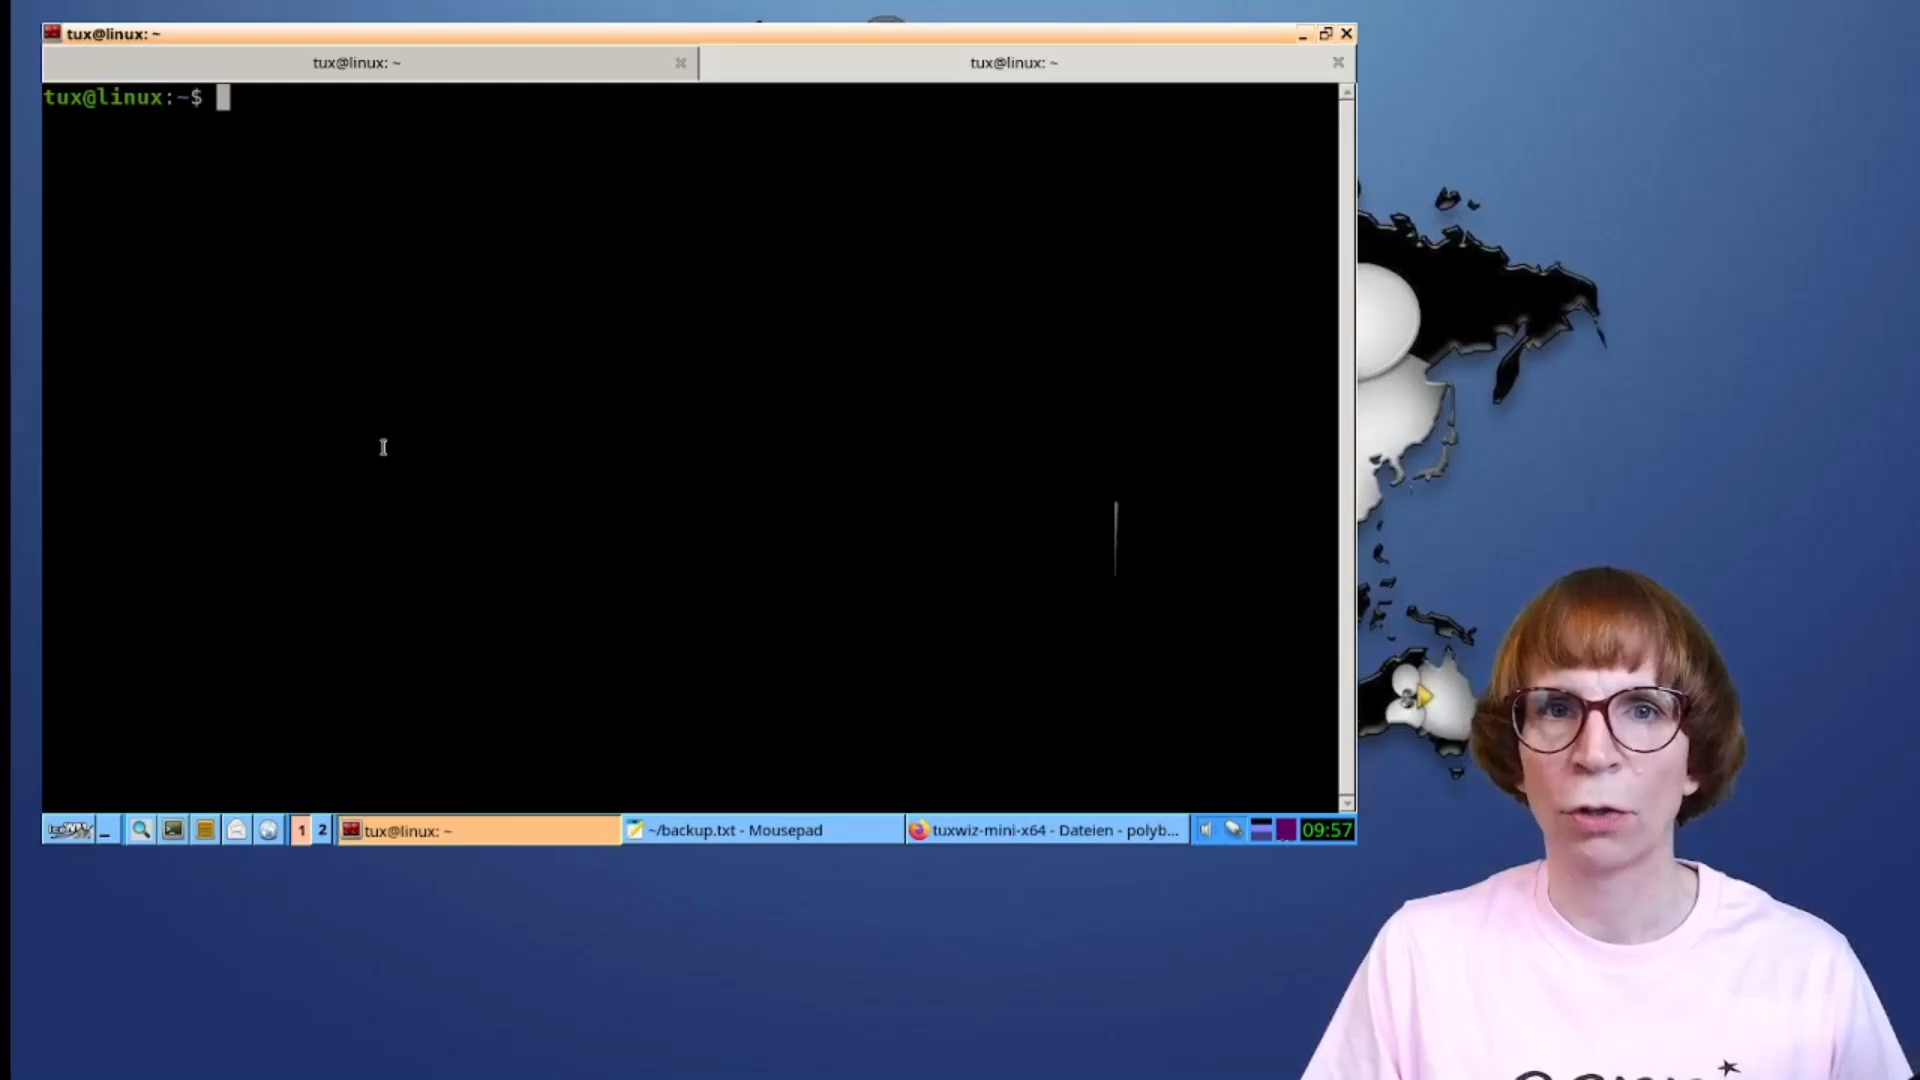 tux@linux: ~
tux@linux: ~
tux@linux: ~
tux@linux:~$
IceWM
1 2
tux@linux: ~
~/backup.txt - Mousepad
tuxwiz-mini-x64 - Dateien - polyb...
09:57